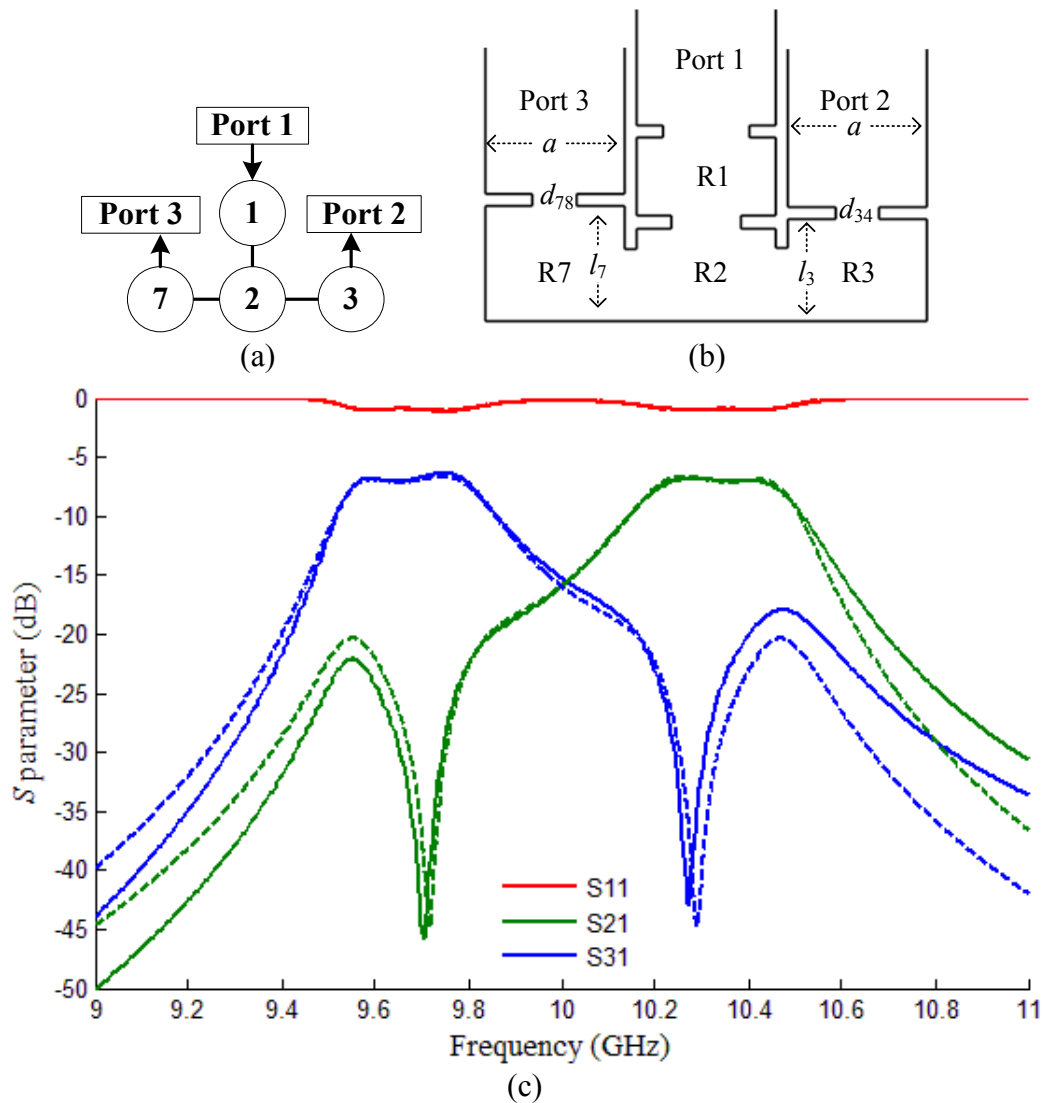 Port 1
Port 3
Port 2
1
7
2
3
(a)
Port 1
Port 3
Port 2
a
a
R1
d78
d34
R7
l7
R2
l3
R3
(b)
S parameter (dB)
0
-5
-10
-15
-20
-25
-30
-35
-40
-45
-50
S11
S21
S31
9
9.2
9.4
9.6
9.8
10
10.2
10.4
10.6
10.8
11
Frequency (GHz)
(c)